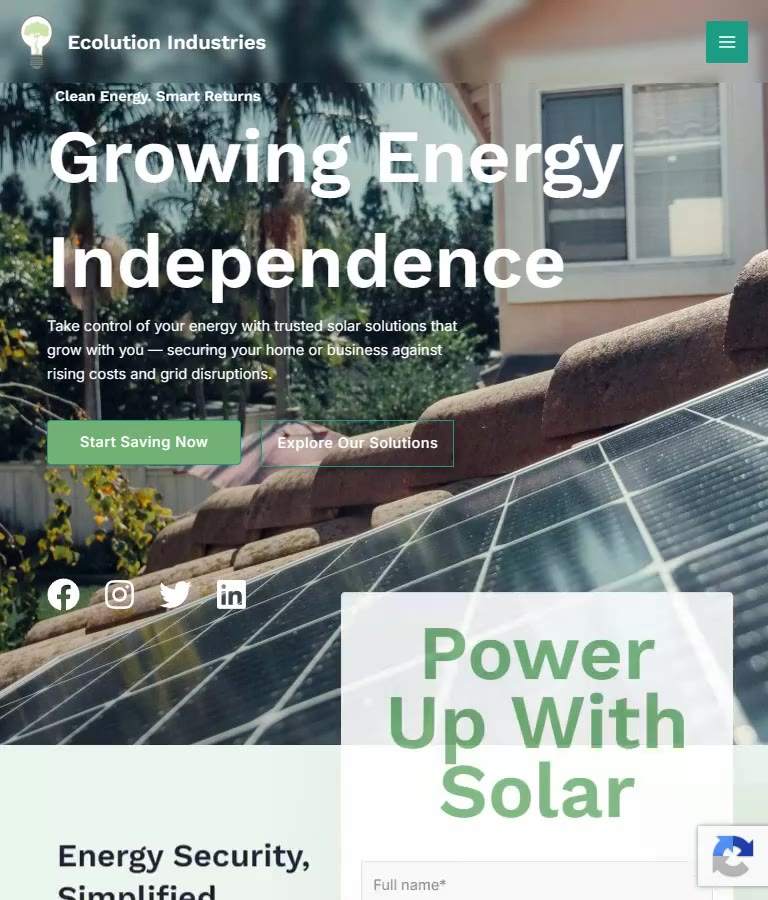 Ecolution Industries
Clean Energy. Smart Returns
Growing Energy
Independence
Take control of your energy with trusted solar solutions that
grow with you — securing your home or business against
rising costs and grid disruptions.
Start Saving Now
Explore Our Solutions
Power
Up With
Solar
Energy Security,
Simplified
Full name*